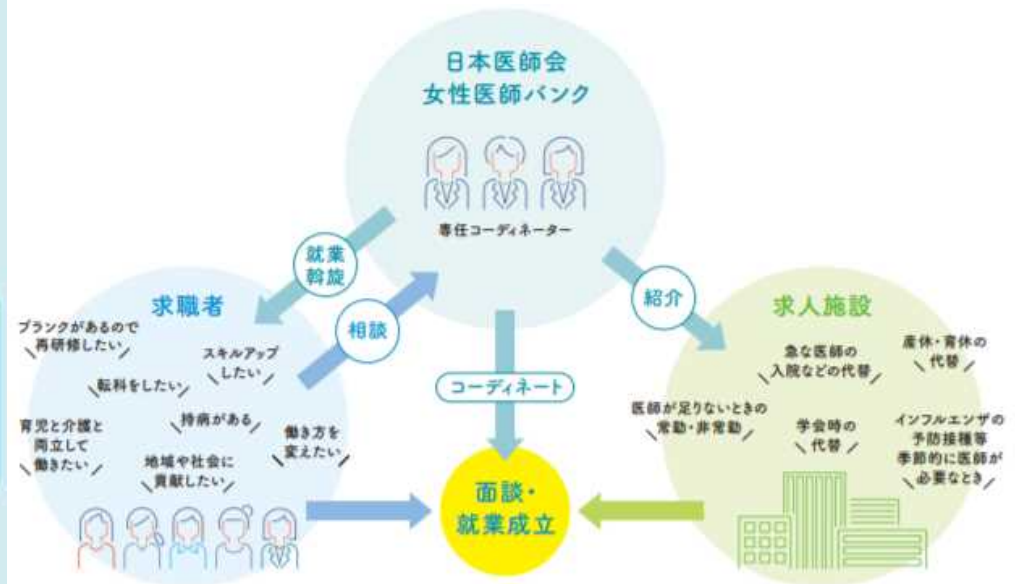 日本医師会
女性医師バンク
専任コーディネーター
就業
斡旋
相談
紹介
コーディネート
求職者
ブランクがあるので
再研修したい
スキルアップ
したい
転科をしたい
持病がある
育児と介護と
両立して
働きたい
働き方を
変えたい
地域や社会に
貢献したい
面談・
就業成立
求人施設
急な医師の
入院などの代替
産休・育休の
代替
医師が足りないときの
常勤・非常勤
学会時の
代替
インフルエンザの
予防接種等
季節的に医師が
必要なとき